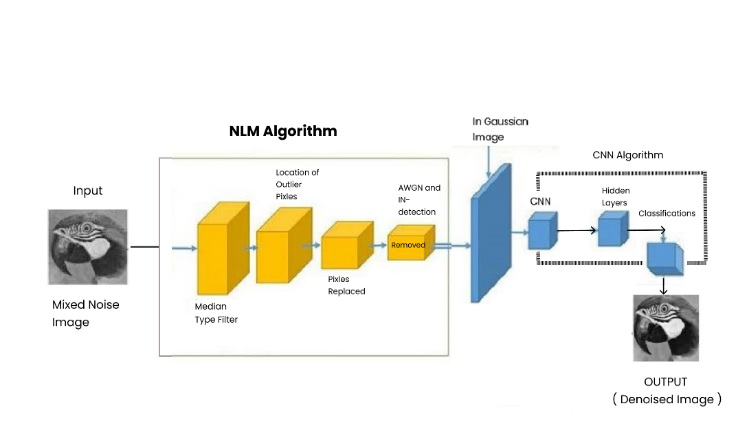 NLM Algorithm
In Gaussian
Image
CNN Algorithm
Input
Location of
Outlier
Pixles
AWGN and
IN-
detection
CNN
Hidden
Layers
Classifications
Removed
Pixles
Replaced
Median
Type Filter
Mixed Noise
Image
OUTPUT
( Denoised Image )